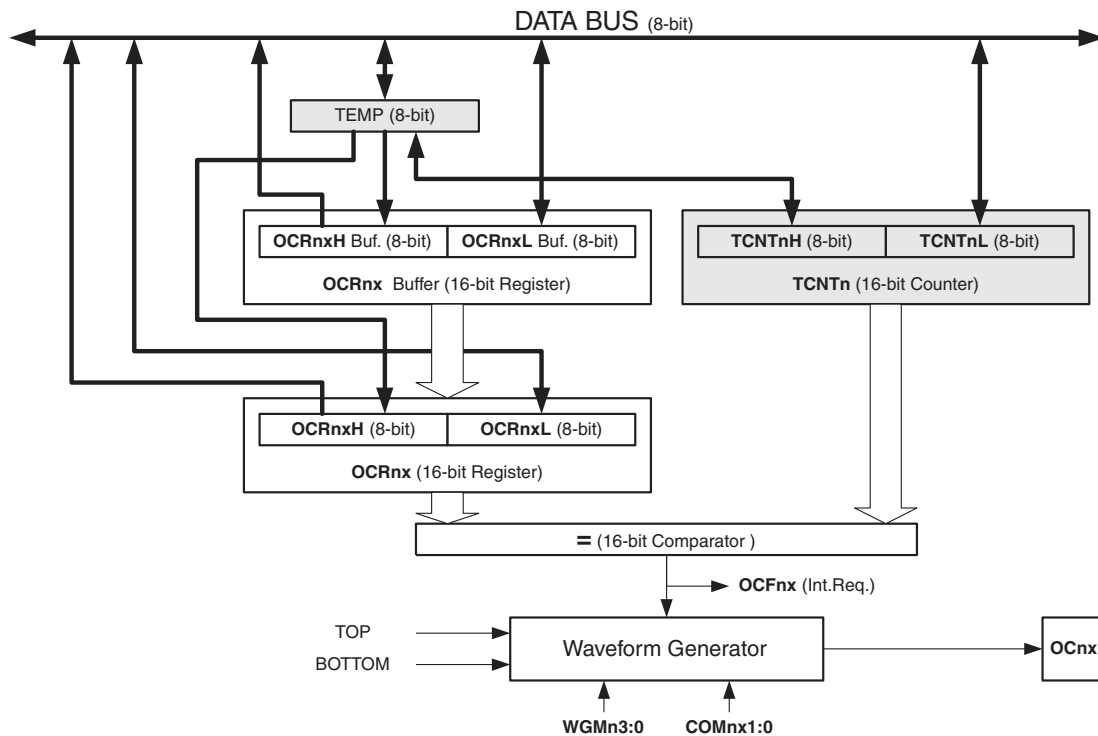 DATA BUS (8-bit)
TEMP (8-bit)
OCRnxH Buf. (8-bit) OCRnxL Buf. (8-bit)
OCRnx Buffer (16-bit Register)
TCNTnH (8-bit) TCNTnL (8-bit)
TCNTn (16-bit Counter)
OCRnxH (8-bit) OCRnxL (8-bit)
OCRnx (16-bit Register)
= (16-bit Comparator )
OCFnx (Int.Req.)
TOP
BOTTOM
Waveform Generator
OCnx
WGMn3:0 COMnx1:0